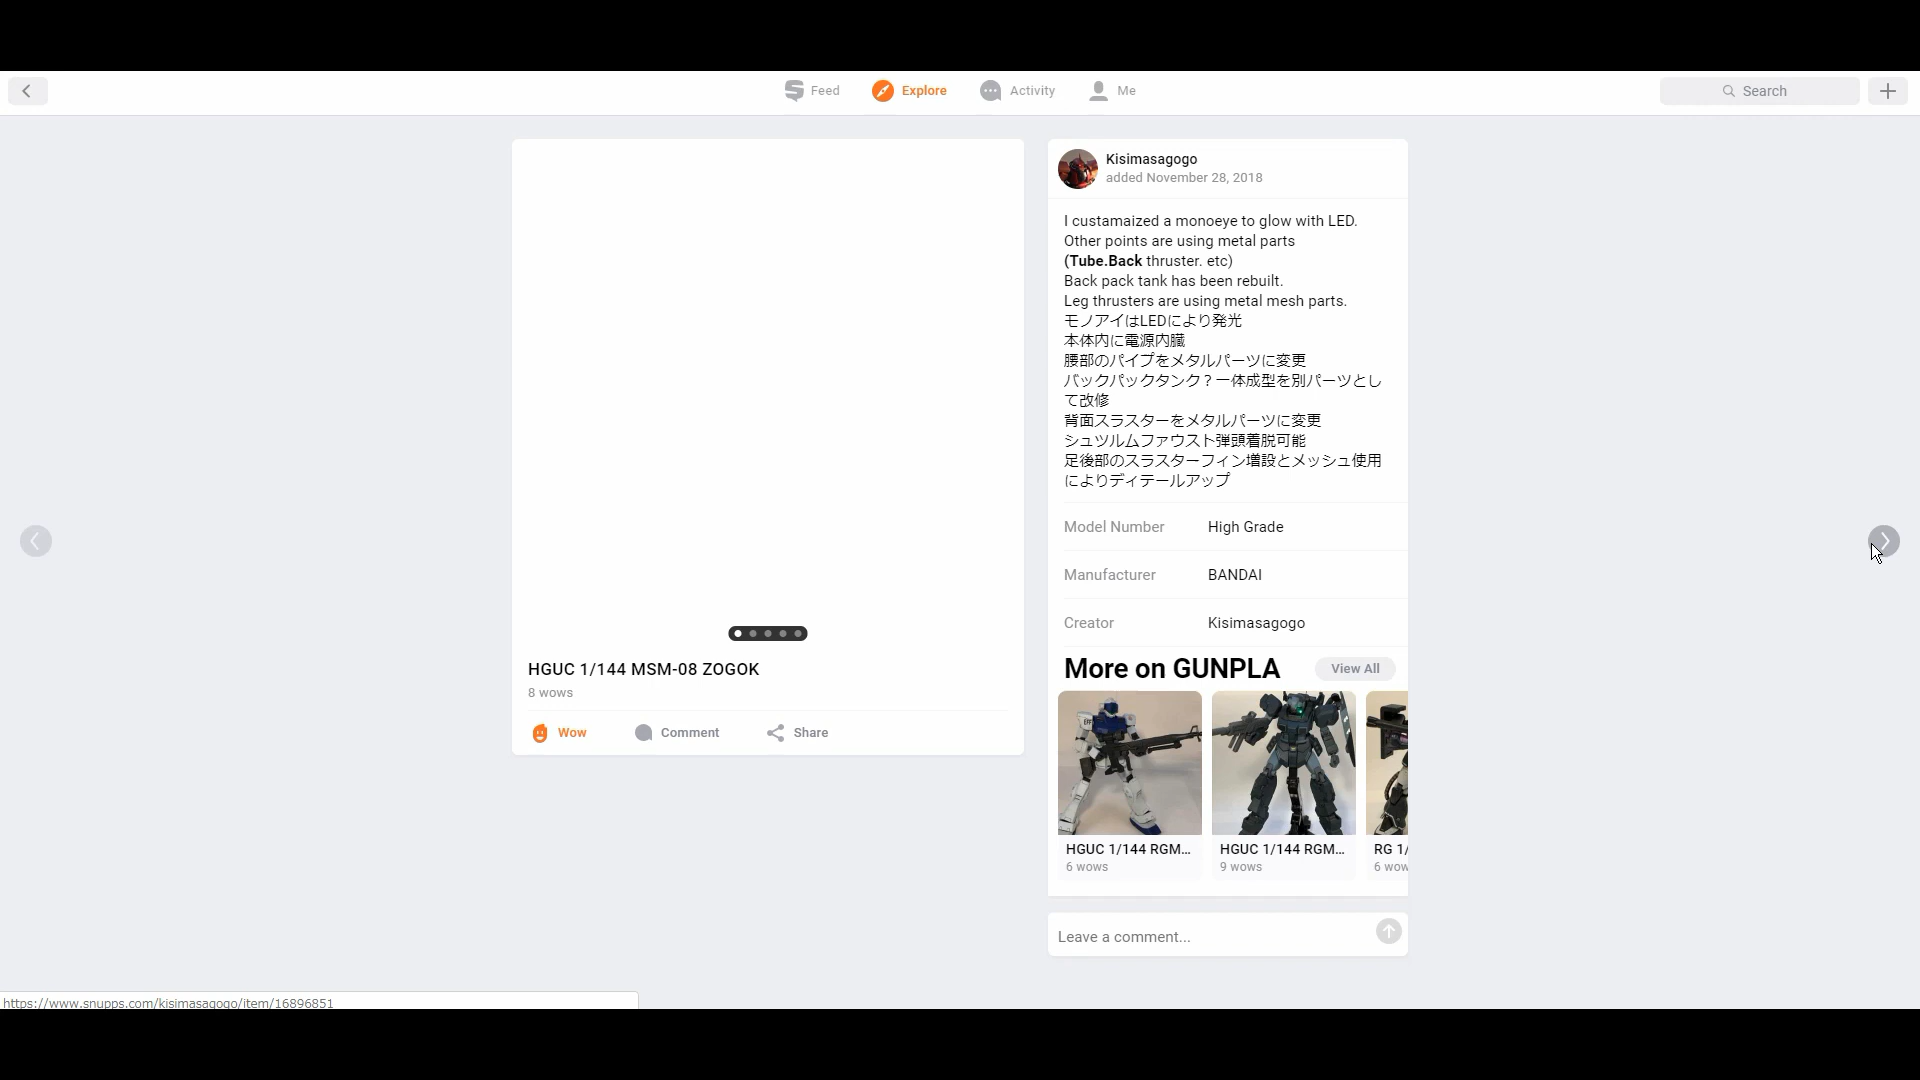 Feed
Explore
Activity
Me
Search
Kisimasagogo
added November 28, 2018
I custamaized a monoeye to glow with LED.
Other points are using metal parts
(Tube.Back thruster. etc)
Back pack tank has been rebuilt.
Leg thrusters are using metal mesh parts.
モノアイはLEDにより発光
本体内に電源内臓
腰部のパイプをメタルパーツに変更
バックパックタンク？一体成型を別パーツとし
て改修
背面スラスターをメタルパーツに変更
シュツルムファウスト弾頭着脱可能
足後部のスラスターフィン増設とメッシュ使用
によりディテールアップ
Model Number High Grade
Manufacturer BANDAI
Creator Kisimasagogo
HGUC 1/144 MSM-08 ZOGOK
8 wows
Wow
Comment
Share
More on GUNPLA
View All
HGUC 1/144 RGM...
6 wows
HGUC 1/144 RGM...
9 wows
RG 1/
6 wow
Leave a comment...
https://www.snupps.com/kisimasagogo/item/16896851